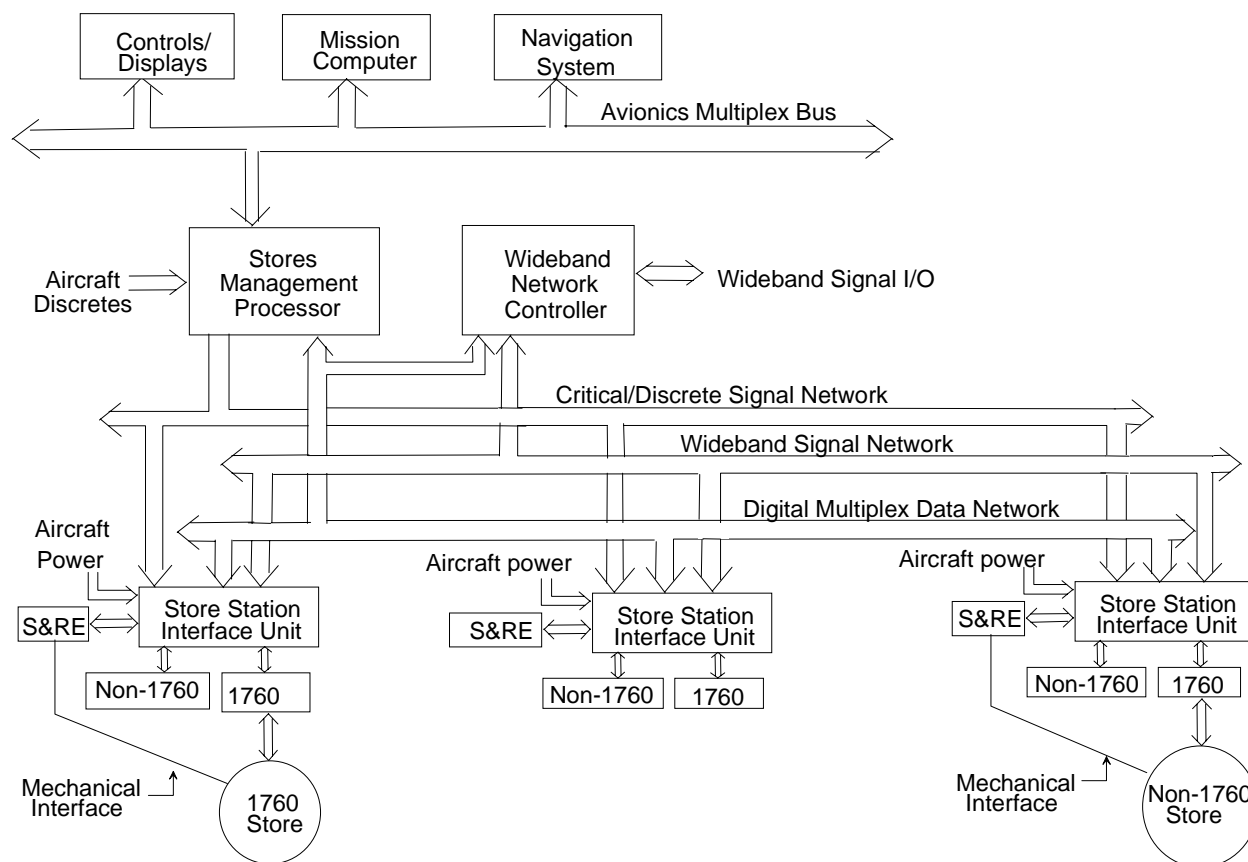 Controls/
Displays
Mission
Computer
Navigation
System
Avionics Multiplex Bus
Stores
Management
Processor
Wideband
Network
Controller
Aircraft
Discretes
Wideband Signal I/O
Critical/Discrete Signal Network
Wideband Signal Network
Digital Multiplex Data Network
Aircraft
Power
Aircraft power
Aircraft power
S&RE
Store Station
Interface Unit
S&RE
Store Station
Interface Unit
S&RE
Store Station
Interface Unit
Non-1760
1760
Non-1760
1760
Non-1760
1760
Mechanical
Interface
1760
Store
Mechanical
Interface
Non-1760
Store